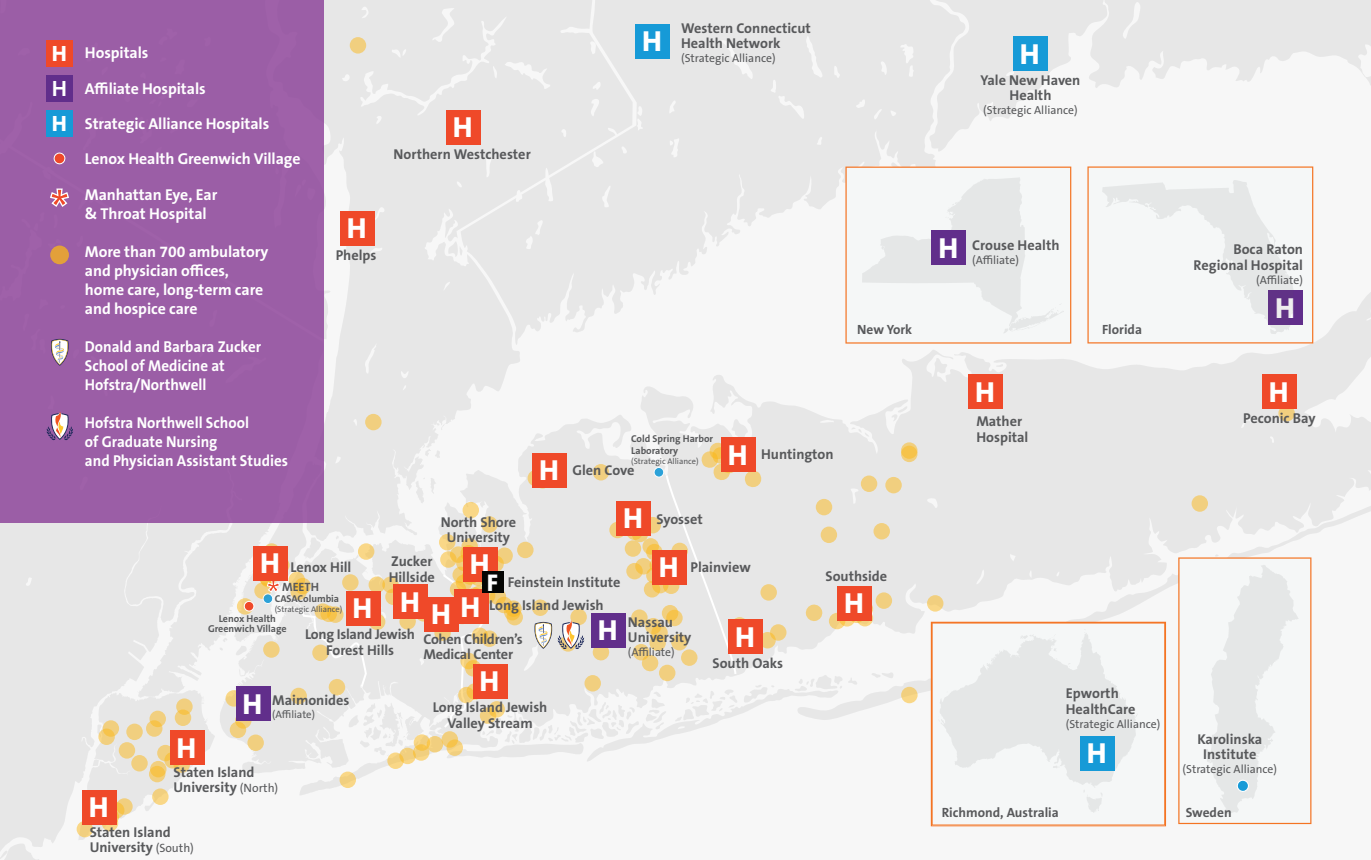 H Hospitals
H Affiliate Hospitals
H Strategic Alliance Hospitals
Lenox Health Greenwich Village
Manhattan Eye, Ear
& Throat Hospital
More than 700 ambulatory
and physician offices,
home care, long-term care
and hospice care
Donald and Barbara Zucker
School of Medicine at
Hofstra/Northwell
Hofstra Northwell School
of Graduate Nursing
and Physician Assistant Studies
H
Western Connecticut
Health Network
(Strategic Alliance)
H
Yale New Haven
Health
(Strategic Alliance)
H
Northern Westchester
H
Phelps
H
Crouse Health
(Affiliate)
New York
Boca Raton
Regional Hospital
(Affiliate)
H
Florida
H
Mather
Hospital
H
Peconic Bay
Cold Spring Harbor
Laboratory
(Strategic Alliance)
H Huntington
H Glen Cove
H Syosset
North Shore
University
H
F Feinstein Institute
H Plainview
Zucker
Hillside
H
H Lenox Hill
MEETH
CASAColumbia
(Strategic Alliance)
Lenox Health
Greenwich Village
H
Long Island Jewish
Forest Hills
H
Cohen Children's
Medical Center
H Long Island Jewish
H
Nassau
University
(Affiliate)
Southside
H
H
South Oaks
H
Long Island Jewish
Valley Stream
H
Maimonides
(Affiliate)
H
Staten Island
University (North)
H
Staten Island
University (South)
Epworth
HealthCare
(Strategic Alliance)
H
Richmond, Australia
Karolinska
Institute
(Strategic Alliance)
Sweden